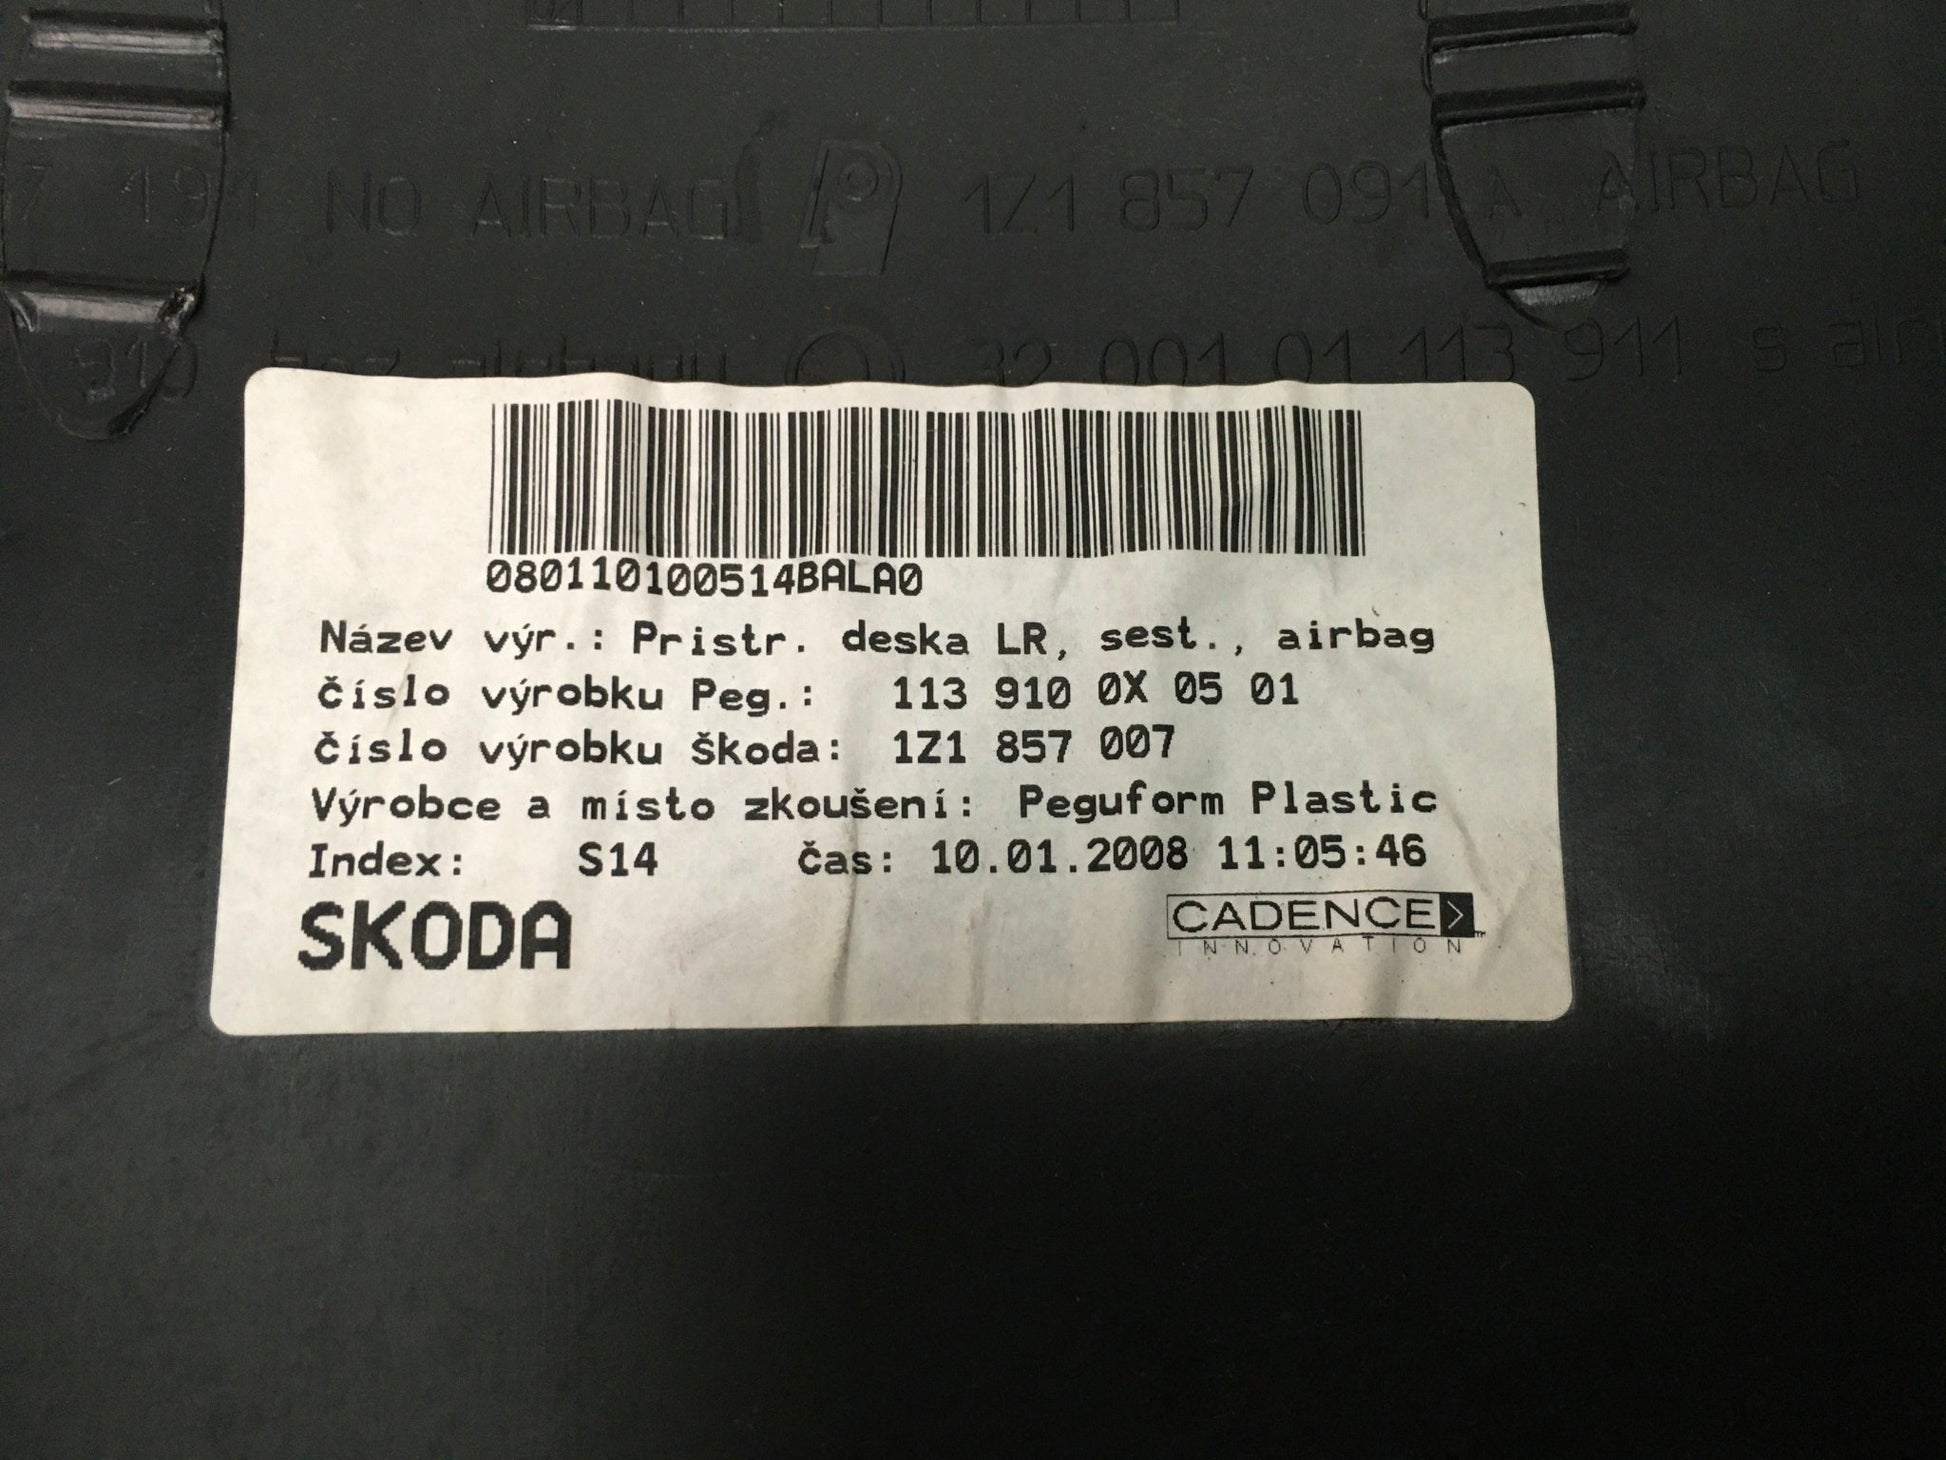 NO AIRBAG P 1Z1 857 091 A AIRBAG
32 001 01 113 911 s
080110100514BALA0
Název výr.: Pristr. deska LR, sest., airbag
číslo výrobku Peg.: 113 910 0X 05 01
číslo výrobku škoda: 1Z1 857 007
Výrobce a místo zkoušení: Peguform Plastic
Index: S14 čas: 10.01.2008 11:05:46
SKODA
CADENCE
INNOVATION